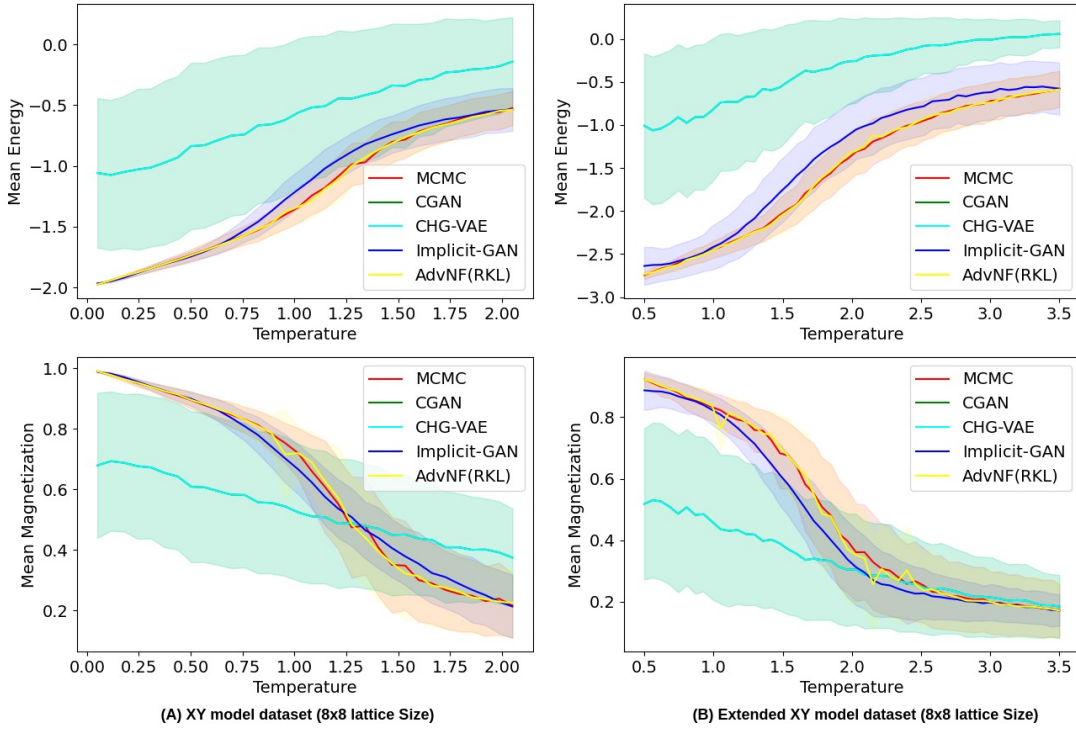 0.0
−0.5
−1.0
−1.5
−2.0
Mean Energy
MCMC
CGAN
CHG-VAE
Implicit-GAN
AdvNF(RKL)
0.00 0.25 0.50 0.75 1.00 1.25 1.50 1.75 2.00
Temperature
0.0
−0.5
−1.0
−1.5
−2.0
−2.5
−3.0
Mean Energy
MCMC
CGAN
CHG-VAE
Implicit-GAN
AdvNF(RKL)
0.5 1.0 1.5 2.0 2.5 3.0 3.5
Temperature
1.0
0.8
0.6
0.4
0.2
Mean Magnetization
MCMC
CGAN
CHG-VAE
Implicit-GAN
AdvNF(RKL)
0.00 0.25 0.50 0.75 1.00 1.25 1.50 1.75 2.00
Temperature
(A) XY model dataset (8x8 lattice Size)
0.8
0.6
0.4
0.2
Mean Magnetization
MCMC
CGAN
CHG-VAE
Implicit-GAN
AdvNF(RKL)
0.5 1.0 1.5 2.0 2.5 3.0 3.5
Temperature
(B) Extended XY model dataset (8x8 lattice Size)